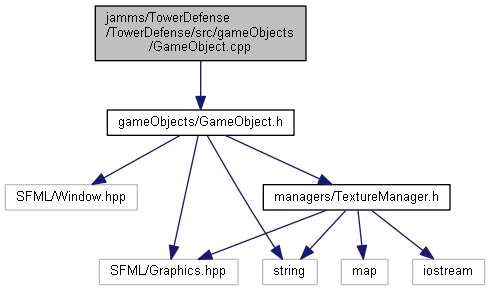 jamms/TowerDefense
/TowerDefense/src/gameObjects
/GameObject.cpp
gameObjects/GameObject.h
SFML/Window.hpp
managers/TextureManager.h
SFML/Graphics.hpp
string
map
iostream